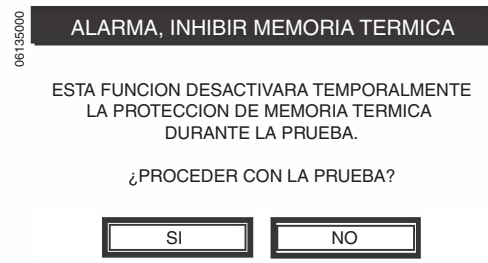 06135000
ALARMA, INHIBIR MEMORIA TERMICA
ESTA FUNCION DESACTIVARA TEMPORALMENTE
LA PROTECCION DE MEMORIA TERMICA
DURANTE LA PRUEBA.
¿PROCEDER CON LA PRUEBA?
SI
NO